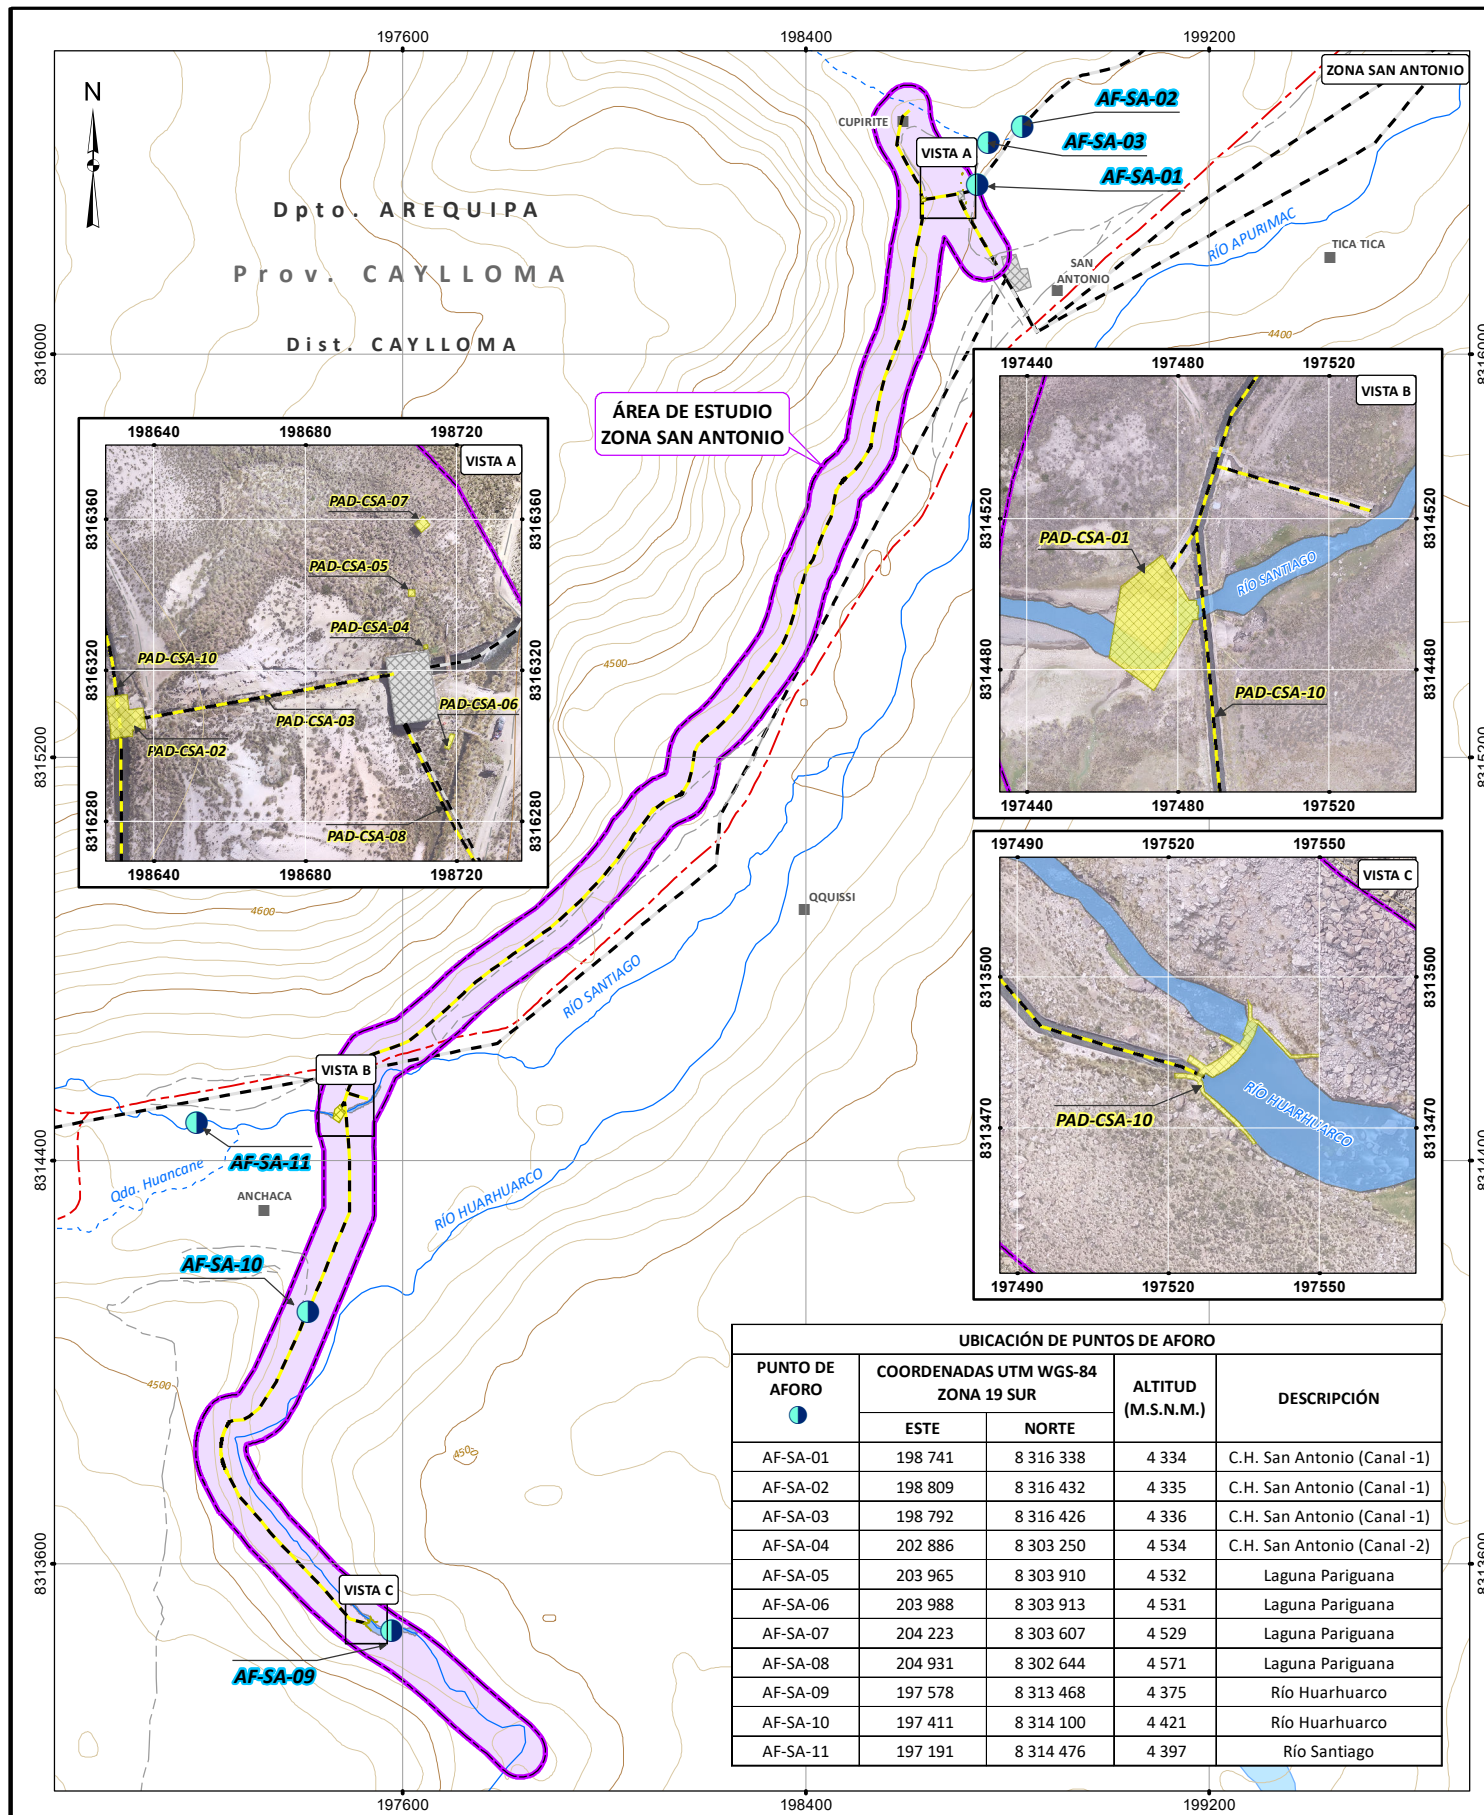 197600
198400
199200
ZONA SAN ANTONIO
N
Dpto. AREQUIPA
Prov. CAYLLOMA
Dist. CAYLLOMA
CUPIRITE
VISTA A
AF-SA-02
AF-SA-03
AF-SA-01
RÍO APURIMAC
TICA TICA
SAN
ANTONIO
4400
8316000
8316000
ÁREA DE ESTUDIO
ZONA SAN ANTONIO
198640
198680
198720
VISTA A
8316360
8316360
PAD-CSA-07
PAD-CSA-05
PAD-CSA-04
8316320
8316320
PAD-CSA-10
PAD-CSA-03
PAD-CSA-06
PAD-CSA-02
8316280
8316280
PAD-CSA-08
198640
198680
198720
197440
197480
197520
VISTA B
8314520
8314520
PAD-CSA-01
RÍO SANTIAGO
8314480
8314480
PAD-CSA-10
197440
197480
197520
4500
8315200
8315200
QQUISSI
4600
RÍO SANTIAGO
197490
197520
197550
VISTA C
8313500
8313500
RÍO HUARHUARCO
8313470
8313470
PAD-CSA-10
197490
197520
197550
VISTA B
8314400
8314400
AF-SA-11
Qda. Huancane
ANCHACA
RÍO HUARHUARCO
AF-SA-10
4500
4500
8313600
8313600
VISTA C
AF-SA-09
UBICACIÓN DE PUNTOS DE AFORO
PUNTO DE AFORO COORDENADAS UTM WGS-84 ZONA 19 SUR ALTITUD (M.S.N.M.) DESCRIPCIÓN
ESTE NORTE
AF-SA-01 198 741 8 316 338 4 334 C.H. San Antonio (Canal -1)
AF-SA-02 198 809 8 316 432 4 335 C.H. San Antonio (Canal -1)
AF-SA-03 198 792 8 316 426 4 336 C.H. San Antonio (Canal -1)
AF-SA-04 202 886 8 303 250 4 534 C.H. San Antonio (Canal -2)
AF-SA-05 203 965 8 303 910 4 532 Laguna Pariguana
AF-SA-06 203 988 8 303 913 4 531 Laguna Pariguana
AF-SA-07 204 223 8 303 607 4 529 Laguna Pariguana
AF-SA-08 204 931 8 302 644 4 571 Laguna Pariguana
AF-SA-09 197 578 8 313 468 4 375 Río Huarhuarco
AF-SA-10 197 411 8 314 100 4 421 Río Huarhuarco
AF-SA-11 197 191 8 314 476 4 397 Río Santiago
197600
198400
199200